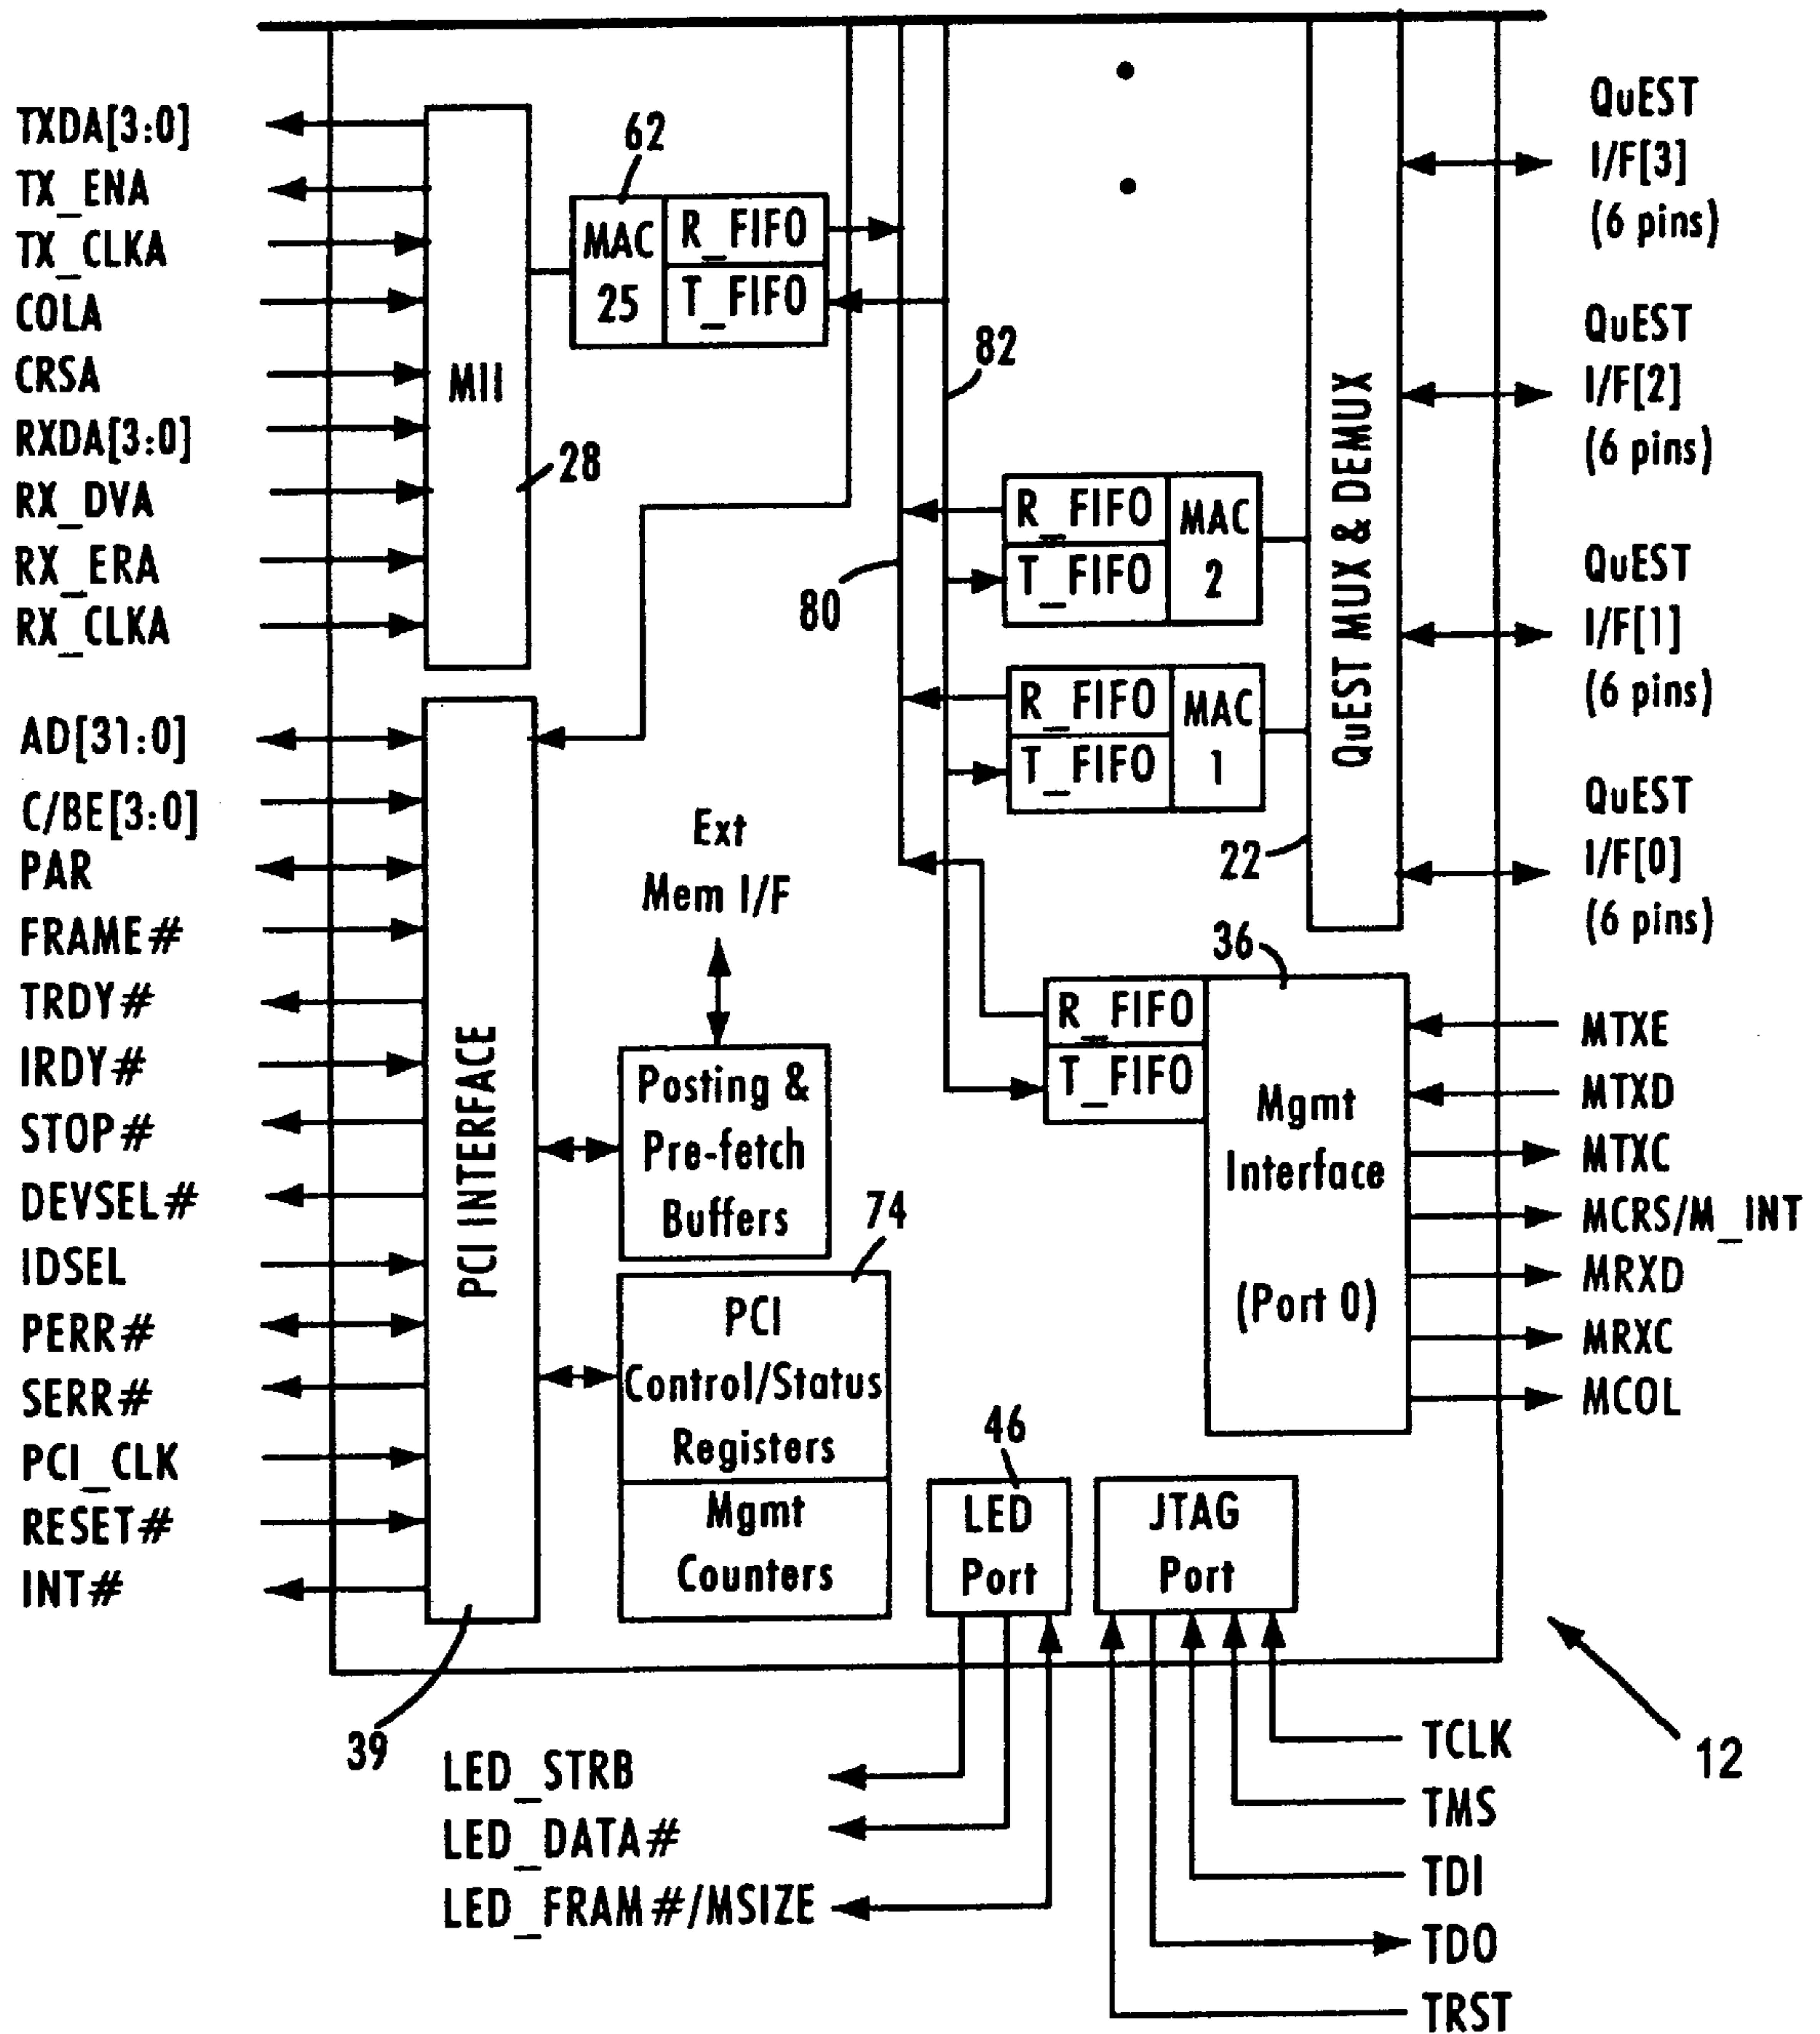 TXDA[3:0]
TX_ENA
TX_CLKA
COLA
CRSA
RXDA[3:0]
RX_DVA
RX_ERA
RX_CLKA
MII
28
62
MAC
25
R_FIFO
T_FIFO
82
80
R_FIFO
T_FIFO
MAC
2
R_FIFO
T_FIFO
MAC
1
QuEST MUX & DEMUX
22
QuEST
I/F[3]
(6 pins)
QuEST
I/F[2]
(6 pins)
QuEST
I/F[1]
(6 pins)
QuEST
I/F[0]
(6 pins)
AD[31:0]
C/BE[3:0]
PAR
FRAME#
TRDY#
IRDY#
STOP#
DEVSEL#
IDSEL
PERR#
SERR#
PCI_CLK
RESET#
INT#
PCI INTERFACE
39
Ext
Mem I/F
Posting &
Pre-fetch
Buffers
74
PCI
Control/Status
Registers
Mgmt
Counters
36
R_FIFO
T_FIFO
Mgmt
Interface
(Port 0)
MTXE
MTXD
MTXC
MCRS/M_INT
MRXD
MRXC
MCOL
46
LED
Port
JTAG
Port
LED_STRB
LED_DATA#
LED_FRAM#/MSIZE
TCLK
TMS
TDI
TDO
TRST
12